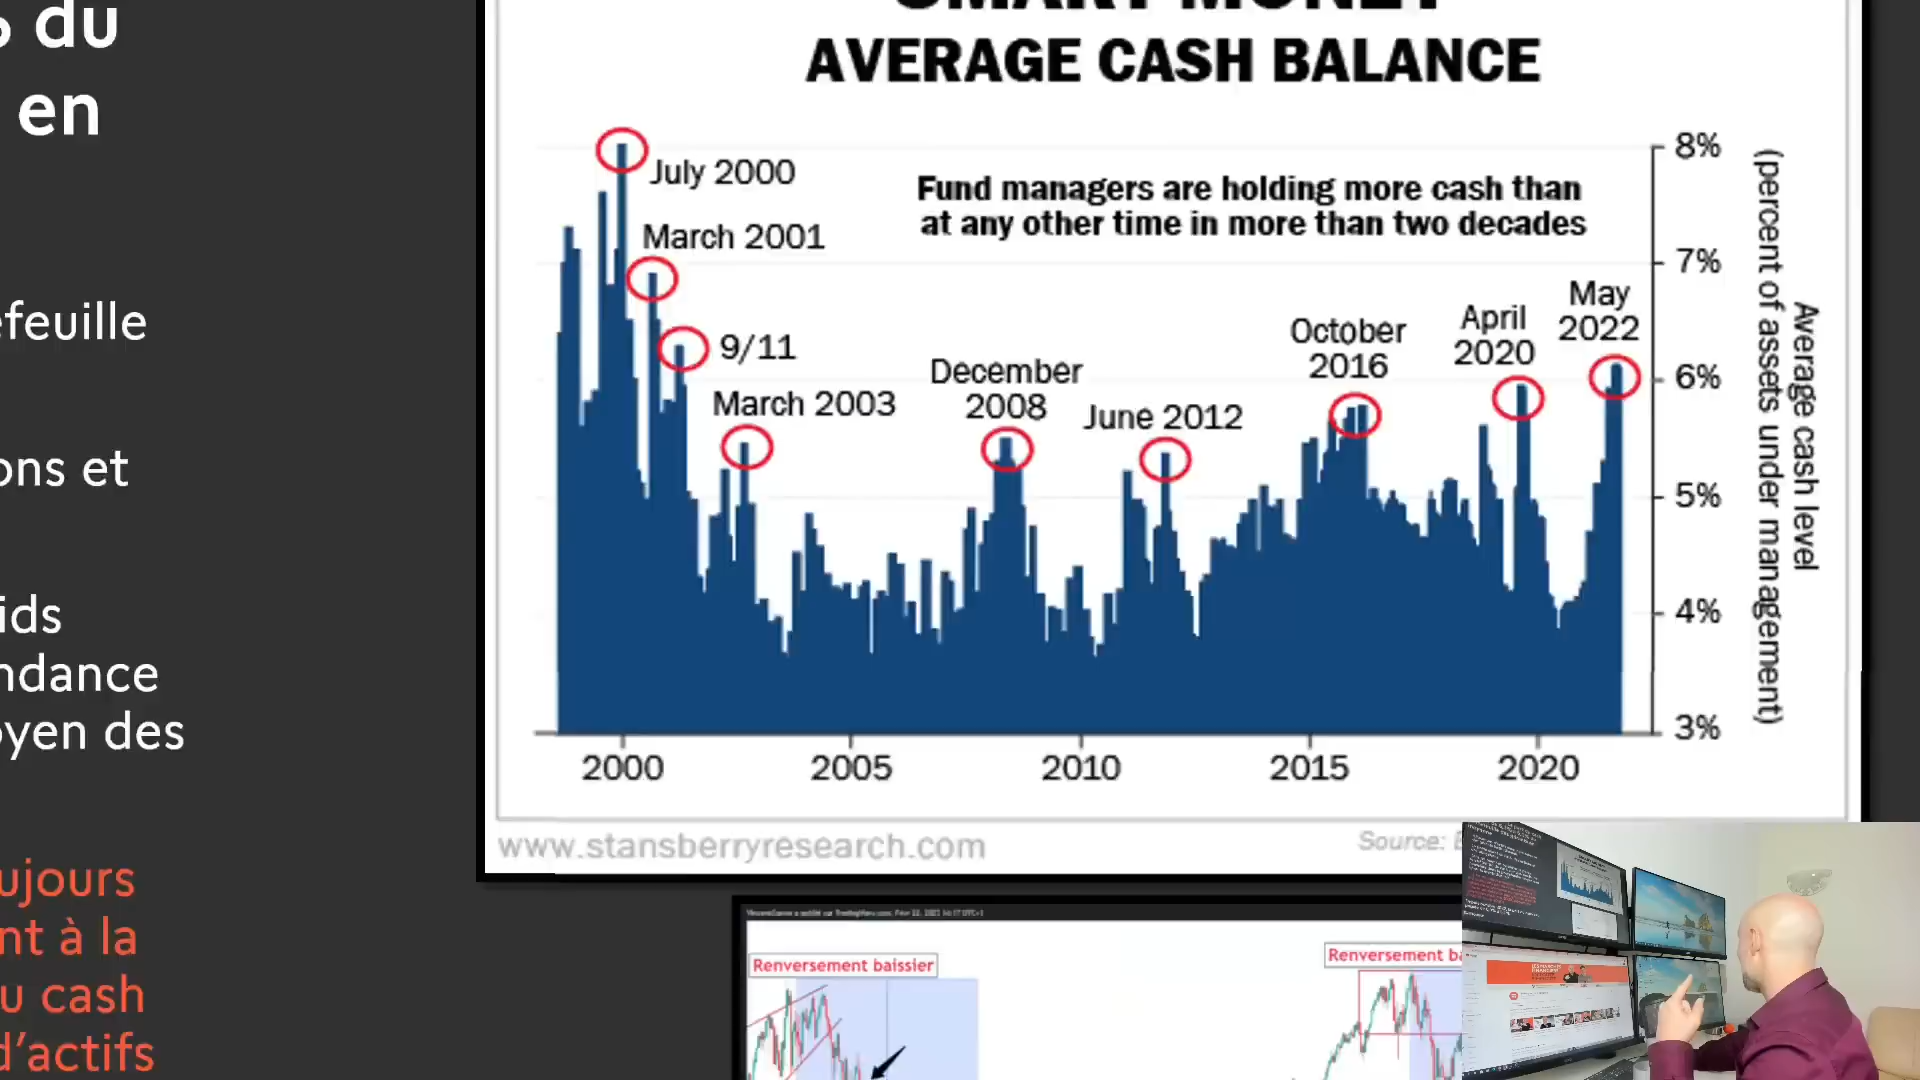 du
en
feuille
ons et
ids
ndance
oyen des
ujours
nt à la
u cash
d'actifs
SMART MONEY
AVERAGE CASH BALANCE
Fund managers are holding more cash than
at any other time in more than two decades
July 2000
March 2001
9/11
March 2003
December
2008
June 2012
October
2016
April
2020
May
2022
8%
7%
6%
5%
4%
3%
Average cash level
(percent of assets under management)
2000
2005
2010
2015
2020
www.stansberryresearch.com
Source:
Renversement baissier
Renversement ba